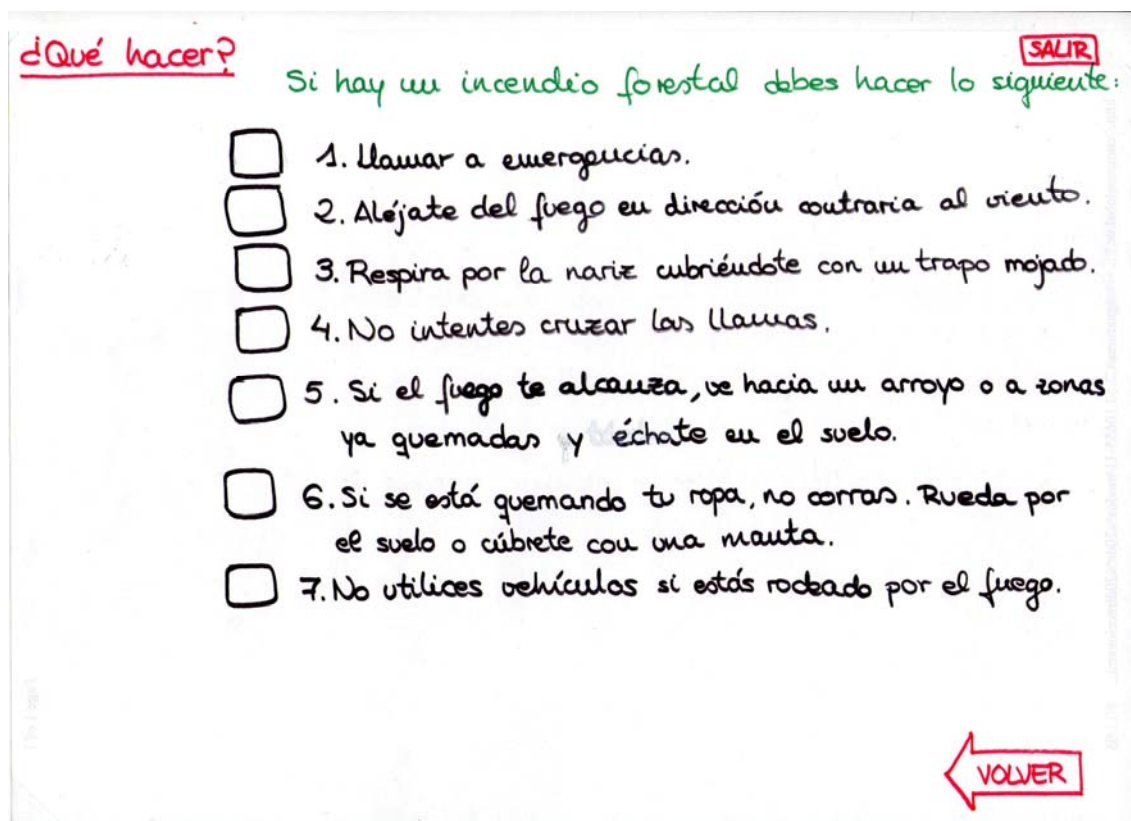 ¿Qué hacer?
SALIR
Si hay un incendio forestal debes hacer lo siguiente:
1. Llamar a emergencias.
2. Aléjate del fuego en dirección contraria al viento.
3. Respira por la nariz cubriéndote con un trapo mojado.
4. No intentes cruzar las llamas.
5. Si el fuego te alcanza, ve hacia un arroyo o a zonas
ya quemadas y échate en el suelo.
6. Si se está quemando tu ropa, no corras. Rueda por
el suelo o cúbrete con una manta.
7. No utilices vehículos si estás rodeado por el fuego.
VOLVER